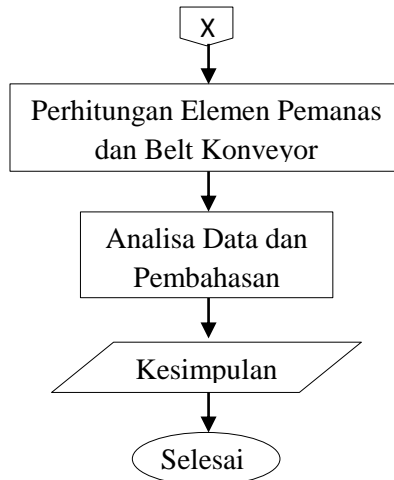 X
Perhitungan Elemen Pemanas
dan Belt Konveyor
Analisa Data dan
Pembahasan
Kesimpulan
Selesai